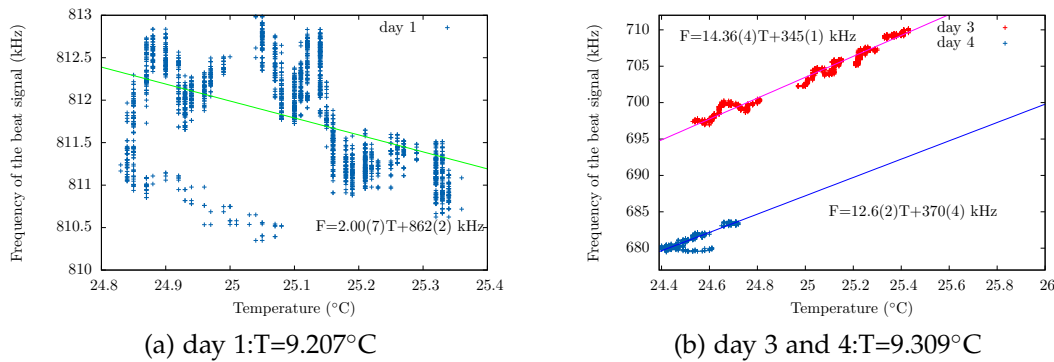 813
812.5
812
811.5
811
810.5
810
Frequency of the beat signal (kHz)
day 1
F=2.00(7)T+862(2) kHz
24.8 24.9 25 25.1 25.2 25.3 25.4
Temperature (°C)
(a) day 1:T=9.207°C
710
705
700
695
690
685
680
Frequency of the beat signal (kHz)
F=14.36(4)T+345(1) kHz
day 3
day 4
F=12.6(2)T+370(4) kHz
24.4 24.6 24.8 25 25.2 25.4 25.6 25.8 26
Temperature (°C)
(b) day 3 and 4:T=9.309°C